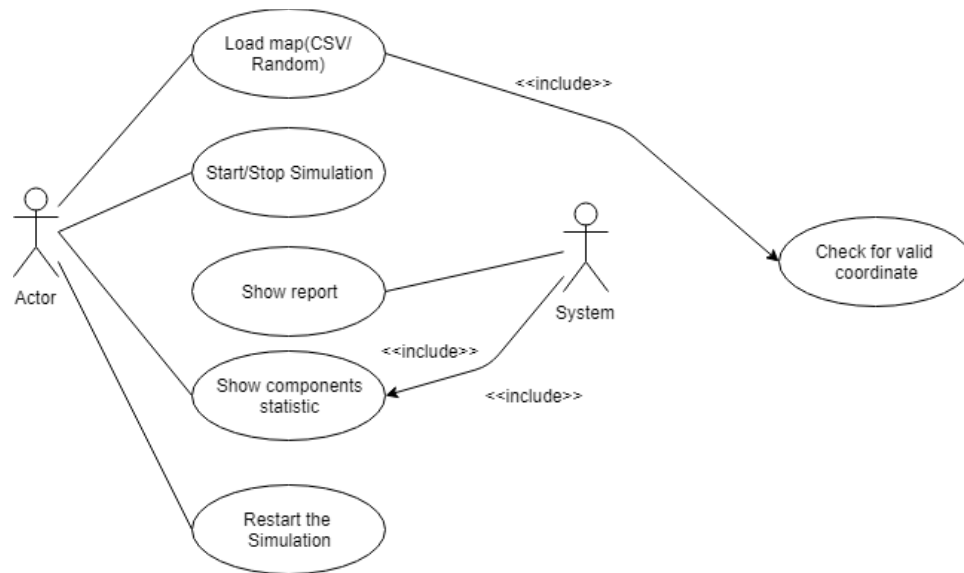 Load map(CSV/
Random)
<<include>>
Start/Stop Simulation
Check for valid
coordinate
Actor
Show report
System
<<include>>
Show components
statistic
<<include>>
Restart the
Simulation